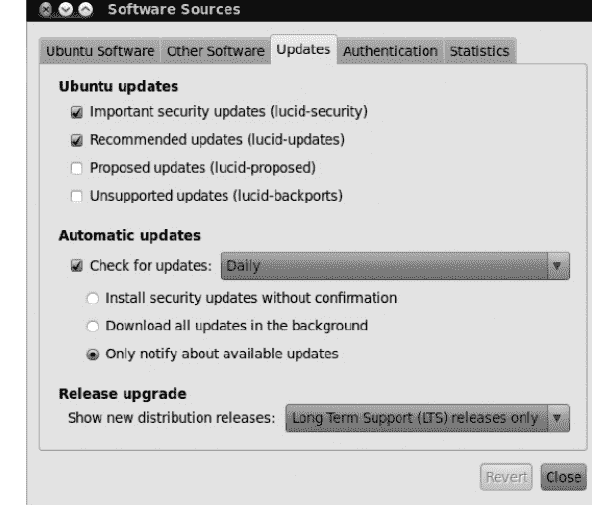 Software Sources
Ubuntu Software Other Software Updates Authentication Statistics
Ubuntu updates
Important security updates (lucid-security)
Recommended updates (lucid-updates)
Proposed updates (lucid-proposed)
Unsupported updates (lucid-backports)
Automatic updates
Check for updates: Daily
Install security updates without confirmation
Download all updates in the background
Only notify about available updates
Release upgrade
Show new distribution releases: Long Term Support (LTS) releases only
Revert Close